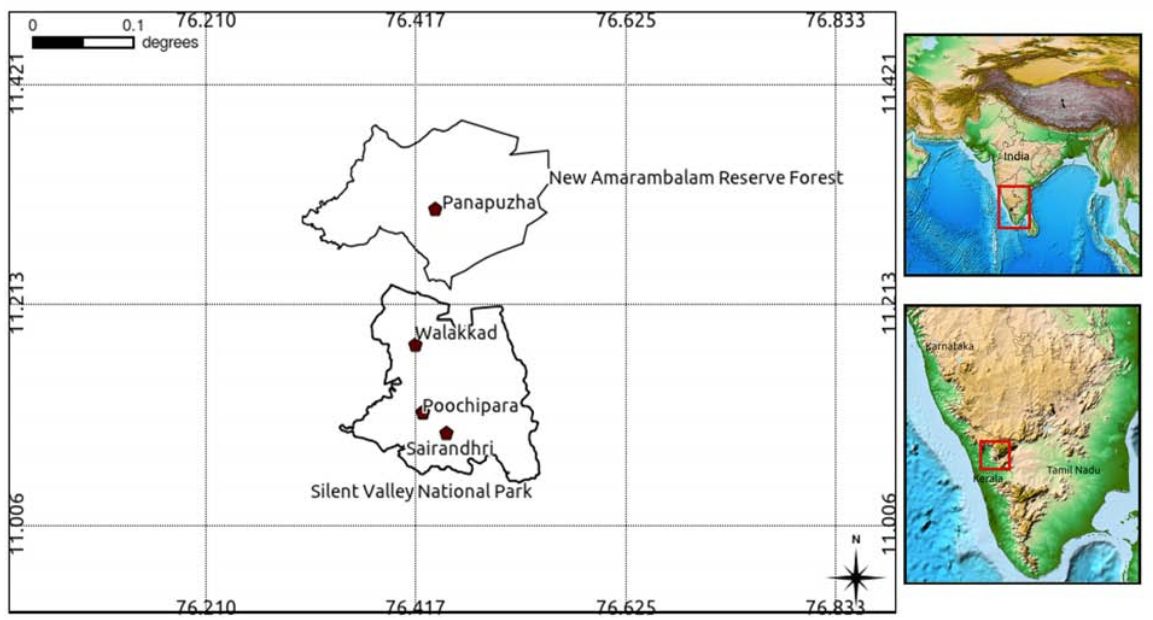 76.210 76.417 76.625 76.833
0 0.1
degrees
11.421 11.421
India
New Amarambalam Reserve Forest
Panapuzha
11.213 11.213
Walakkad
Karnataka
Poochipara
Sairandhri
Tamil Nadu
Kerala
Silent Valley National Park
11.006 11.006
N
76.210 76.417 76.625 76.833